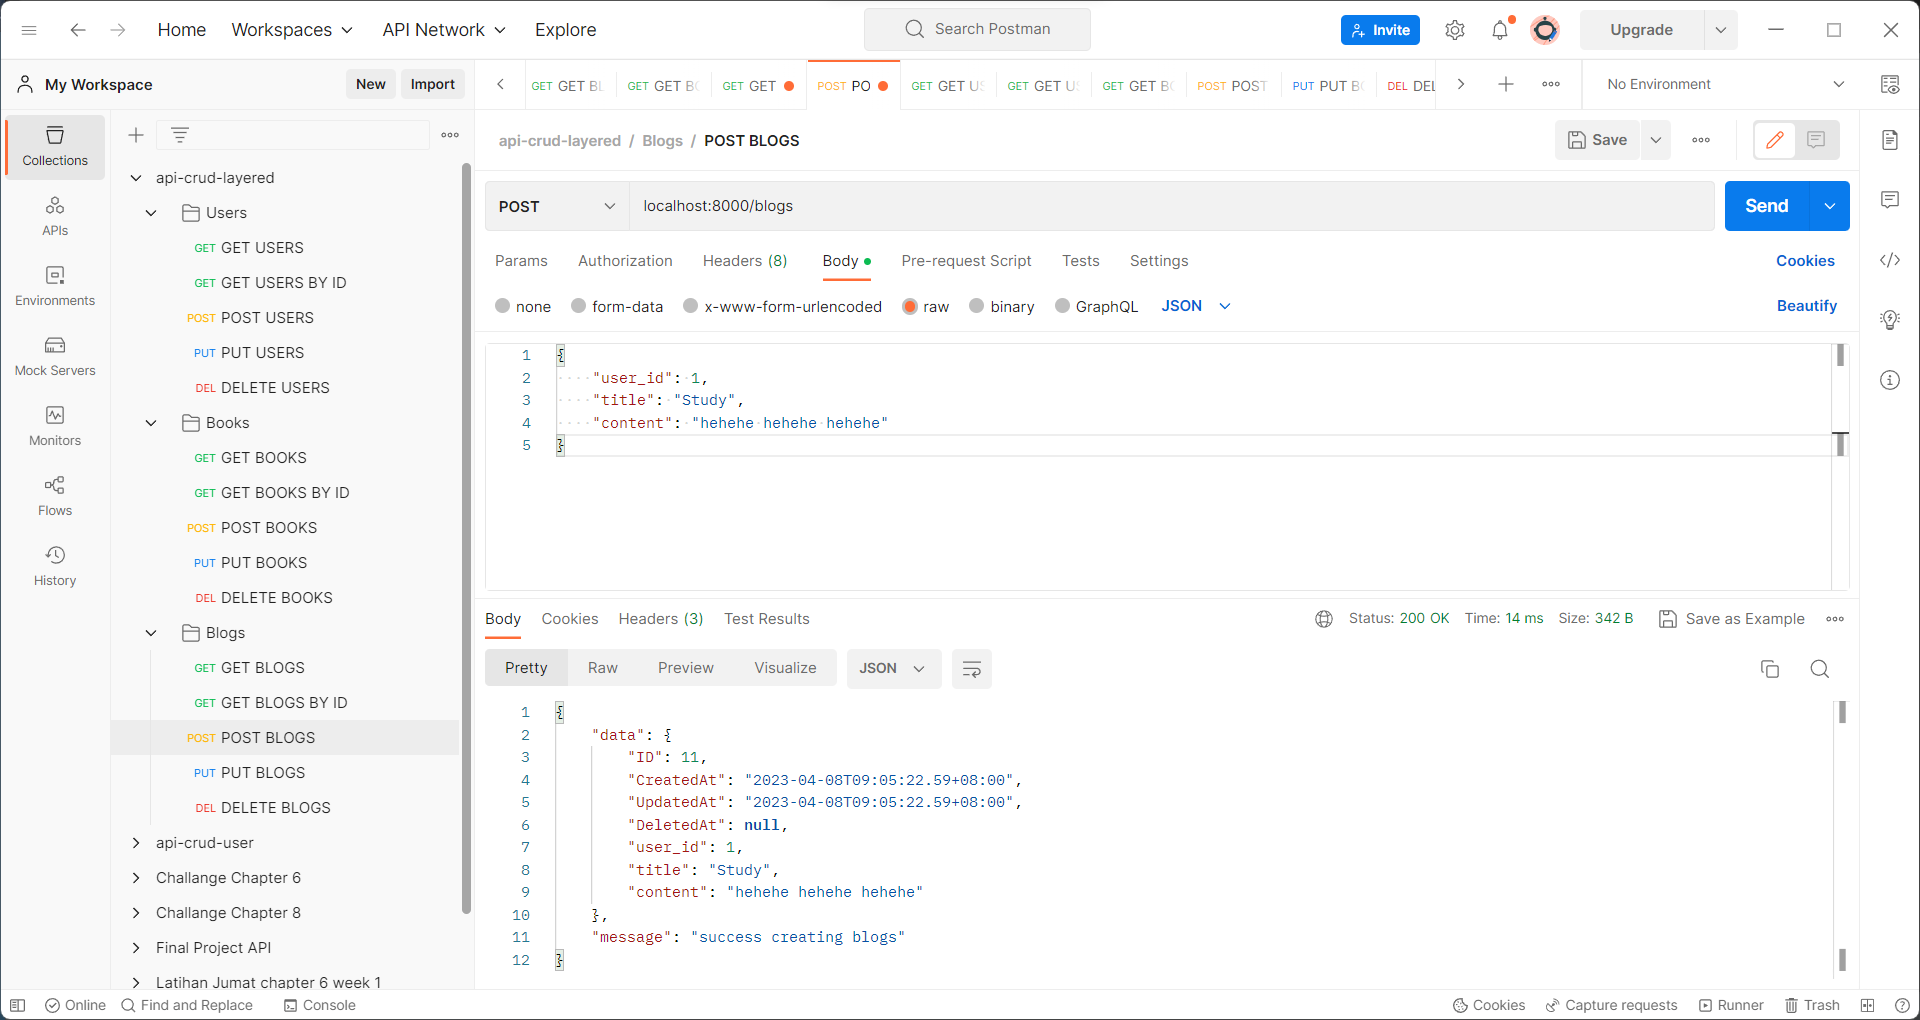 Home Workspaces API Network Explore Search Postman Invite Upgrade
My Workspace New Import
GET GET BL GET GET BO GET GET POST PO GET GET US GET GET US GET GET BO POST POST PUT PUT BO DEL DEL No Environment
Collections
APIs
Environments
Mock Servers
Monitors
Flows
History
api-crud-layered
Users
GET GET USERS
GET GET USERS BY ID
POST POST USERS
PUT PUT USERS
DEL DELETE USERS
Books
GET GET BOOKS
GET GET BOOKS BY ID
POST POST BOOKS
PUT PUT BOOKS
DEL DELETE BOOKS
Blogs
GET GET BLOGS
GET GET BLOGS BY ID
POST POST BLOGS
PUT PUT BLOGS
DEL DELETE BLOGS
api-crud-user
Challange Chapter 6
Challange Chapter 8
Final Project API
Latihan Jumat chapter 6 week 1
api-crud-layered / Blogs / POST BLOGS Save
POST localhost:8000/blogs Send
Params Authorization Headers (8) Body Pre-request Script Tests Settings Cookies
none form-data x-www-form-urlencoded raw binary GraphQL JSON Beautify
1 {
2 "user_id": 1,
3 "title": "Study",
4 "content": "hehehe hehehe hehehe"
5 }
Body Cookies Headers (3) Test Results Status: 200 OK Time: 14 ms Size: 342 B Save as Example
Pretty Raw Preview Visualize JSON
1 {
2 "data": {
3 "ID": 11,
4 "CreatedAt": "2023-04-08T09:05:22.59+08:00",
5 "UpdatedAt": "2023-04-08T09:05:22.59+08:00",
6 "DeletedAt": null,
7 "user_id": 1,
8 "title": "Study",
9 "content": "hehehe hehehe hehehe"
10 },
11 "message": "success creating blogs"
12 }
Online Find and Replace Console Cookies Capture requests Runner Trash